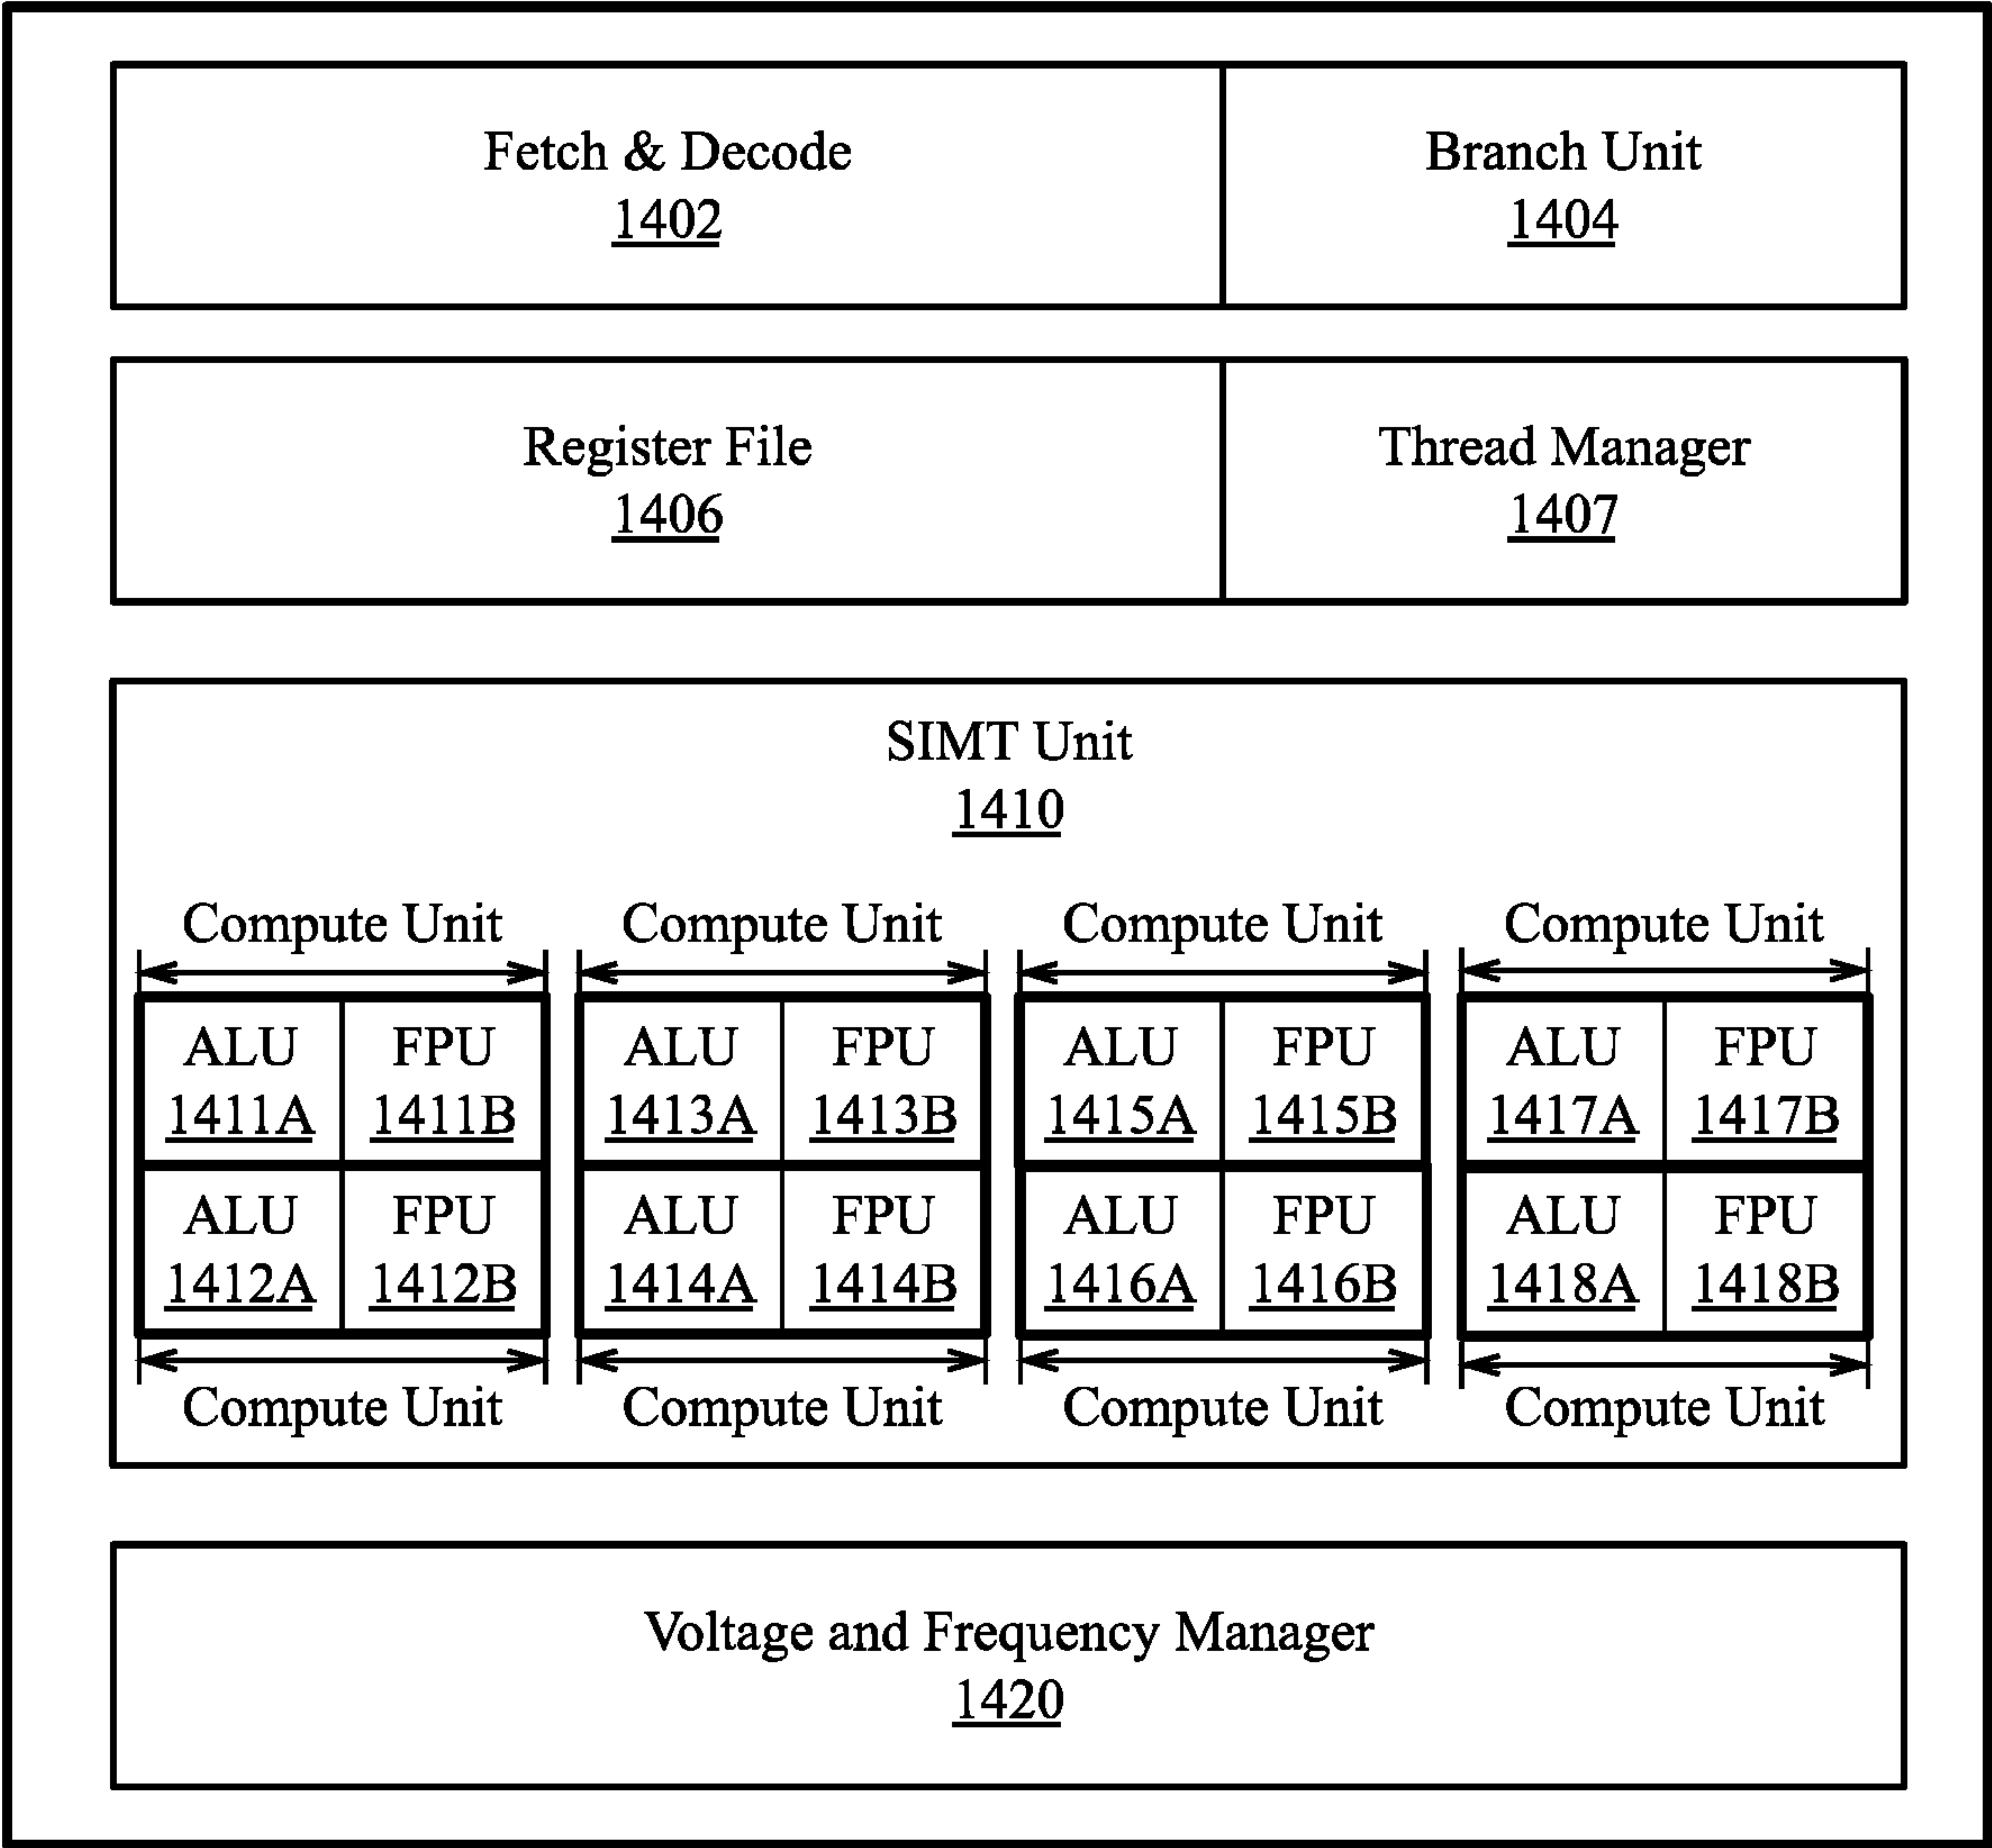 Fetch & Decode
1402
Branch Unit
1404
Register File
1406
Thread Manager
1407
SIMT Unit
1410
Compute Unit
Compute Unit
Compute Unit
Compute Unit
ALU
1411A
FPU
1411B
ALU
1413A
FPU
1413B
ALU
1415A
FPU
1415B
ALU
1417A
FPU
1417B
ALU
1412A
FPU
1412B
ALU
1414A
FPU
1414B
ALU
1416A
FPU
1416B
ALU
1418A
FPU
1418B
Compute Unit
Compute Unit
Compute Unit
Compute Unit
Voltage and Frequency Manager
1420